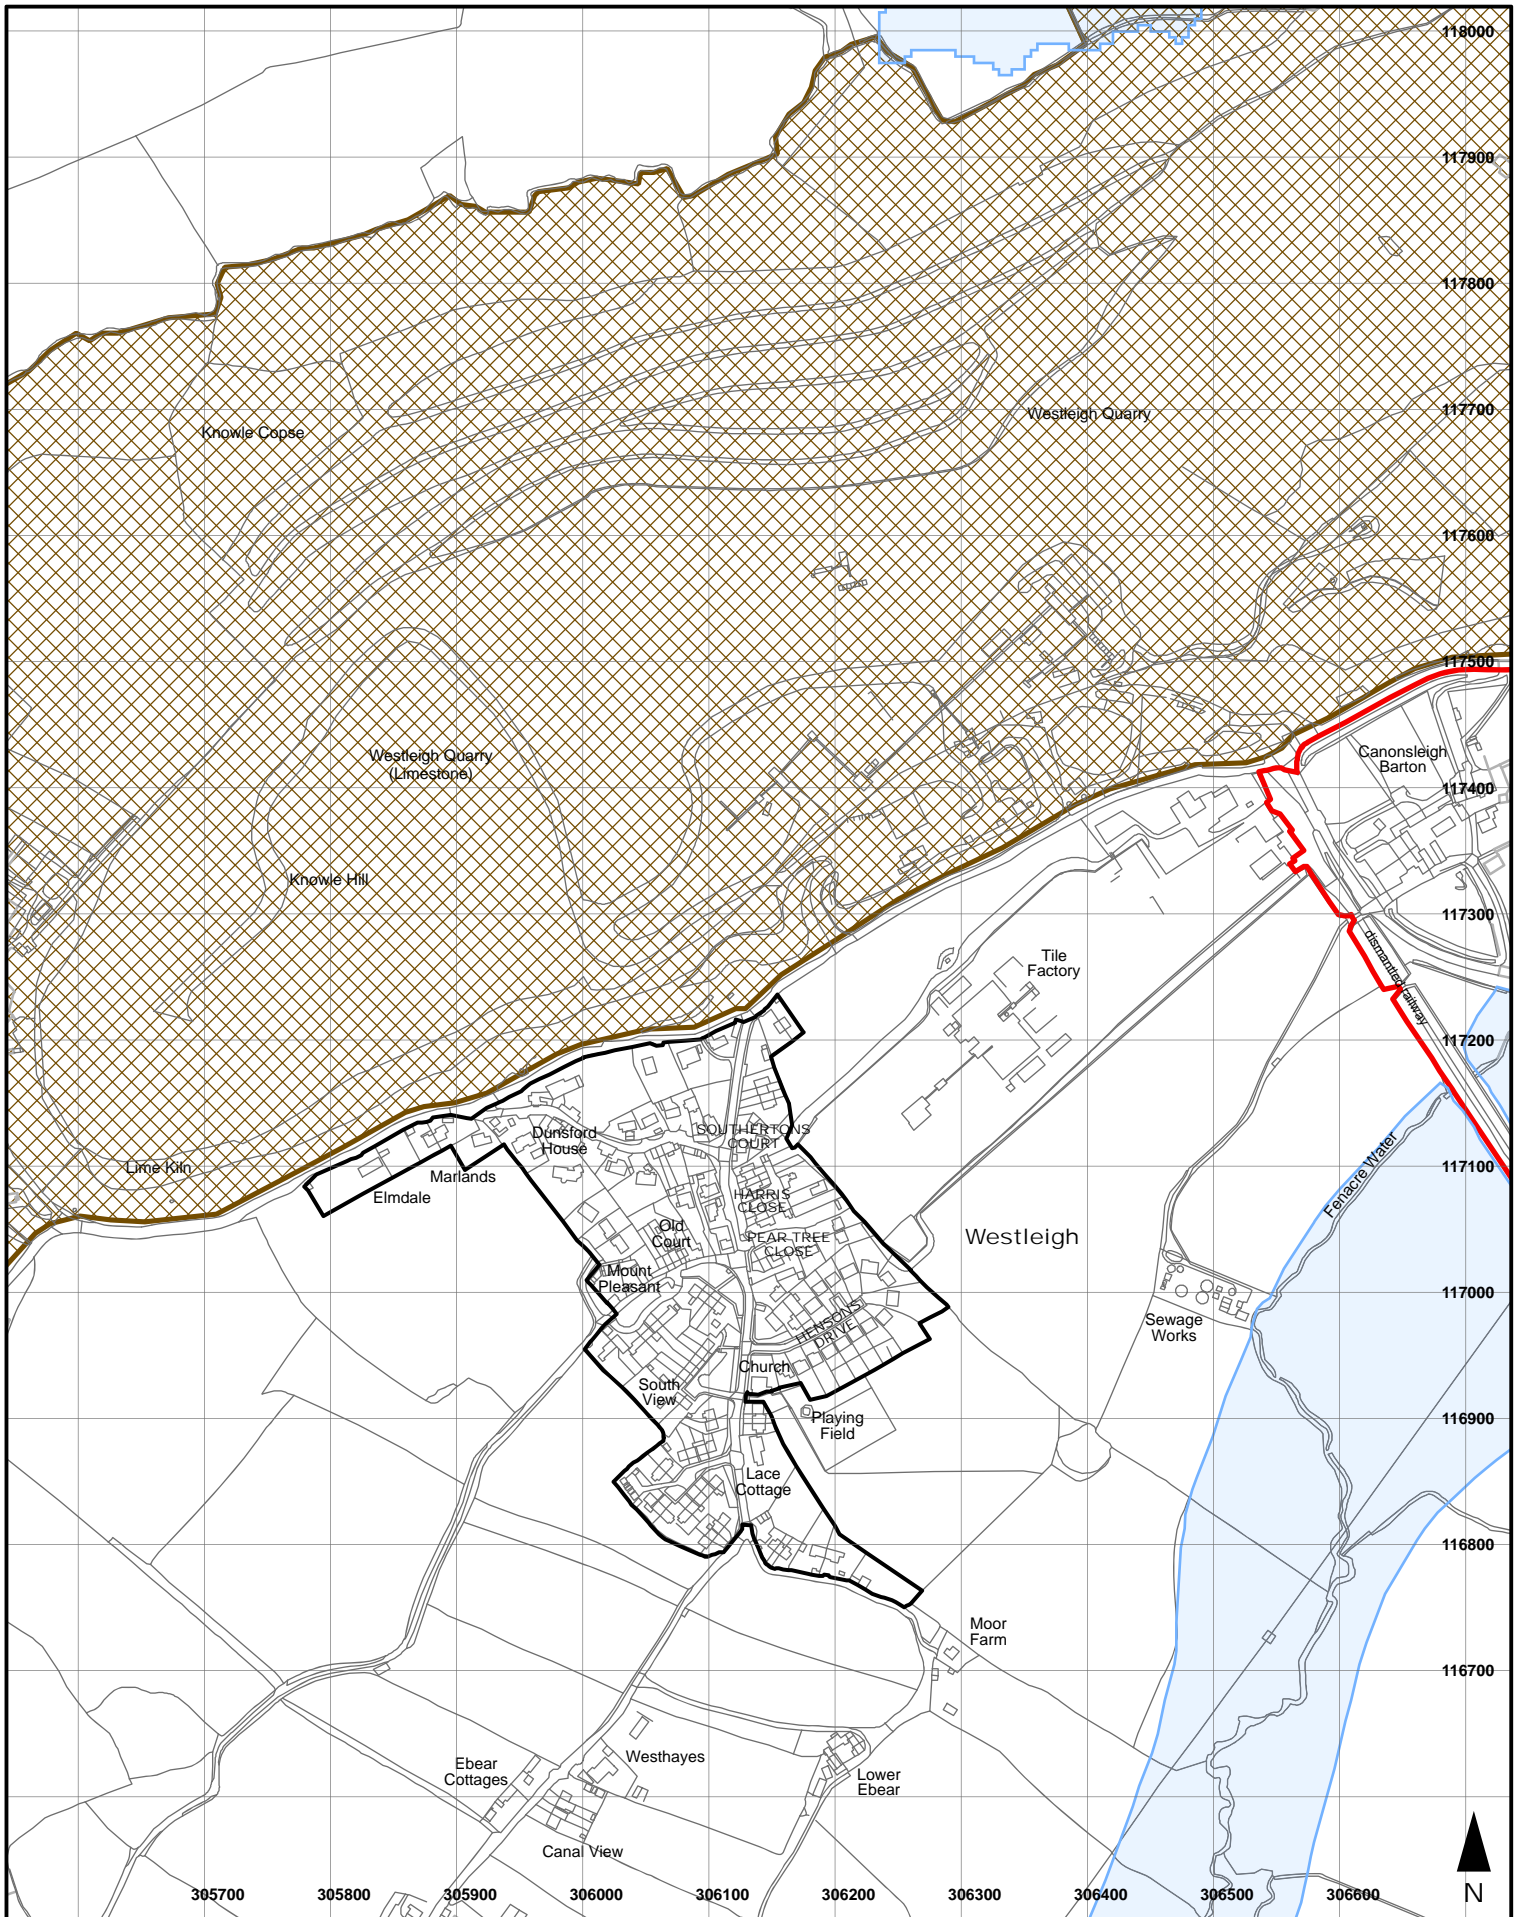 118000
117900
117800
117700
Westleigh Quarry
Knowle Copse
117600
117500
Westleigh Quarry
(Limestone)
Canonsleigh
Barton
117400
Knowle Hill
117300
dismantled railway
Tile
Factory
117200
Dunsford
House
SOUTHERTONS
COURT
Lime Kiln
Marlands
Elmdale
117100
Fenacre Water
HARRIS
CLOSE
Old
Court
PEAR TREE
CLOSE
Westleigh
Mount
Pleasant
117000
HENSONS
DRIVE
Sewage
Works
Church
South
View
Playing
Field
116900
Lace
Cottage
116800
Moor
Farm
116700
Ebear
Cottages
Westhayes
Lower
Ebear
Canal View
305700
305800
305900
306000
306100
306200
306300
306400
306500
306600
N